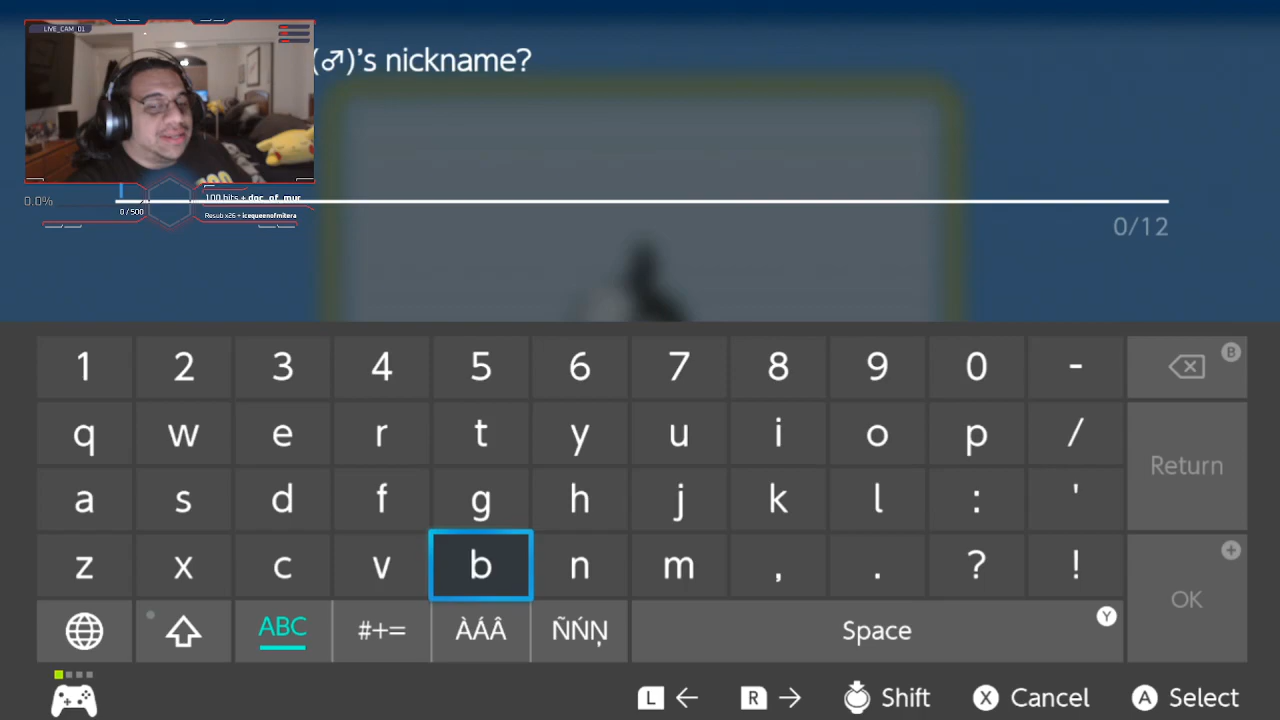 LIVE_CAM_01
(♂)'s nickname?
0.0%
0 / 500
100 bits + doc_of_mur
Resub x26 + icequeenofmitera
0/12
1 2 3 4 5 6 7 8 9 0 - B
q w e r t y u i o p /
Return
a s d f g h j k l : '
z x c v b n m , . ? ! +
OK
ABC #+= ÀÁÂ ÑŃŅ Space Y
L ← R → Shift X Cancel A Select